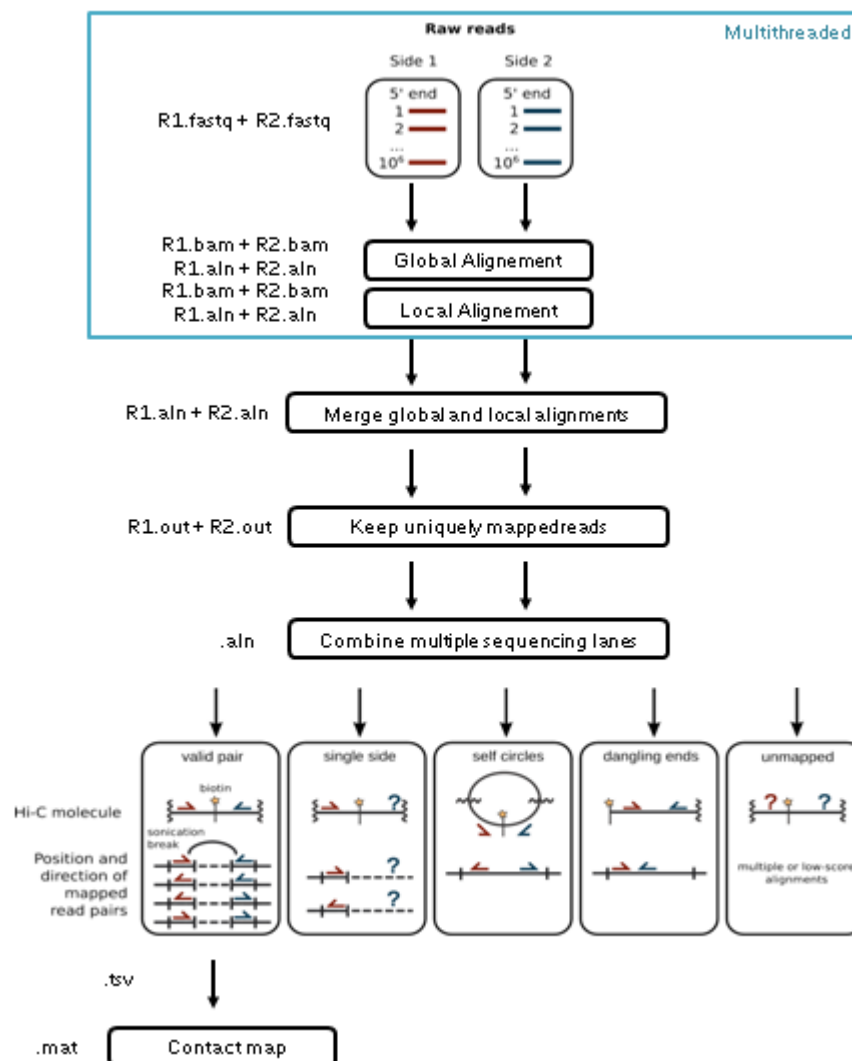 Raw reads
Multithreaded
Side 1
Side 2
5' end
1
2
...
10⁶
5' end
1
2
...
10⁶
R1.fastq + R2.fastq
R1.bam + R2.bam
R1.aln + R2.aln
Global Alignement
R1.bam + R2.bam
R1.aln + R2.aln
Local Alignement
R1.aln + R2.aln
Merge global and local alignments
R1.out + R2.out
Keep uniquely mappedreads
.aln
Combine multiple sequencing lanes
valid pair
single side
self circles
dangling ends
unmapped
Hi-C molecule
biotin
?
? ?
sonication
break
Position and
direction of
mapped
read pairs
?
?
multiple or low-score
alignments
.tsv
.mat
Contact map